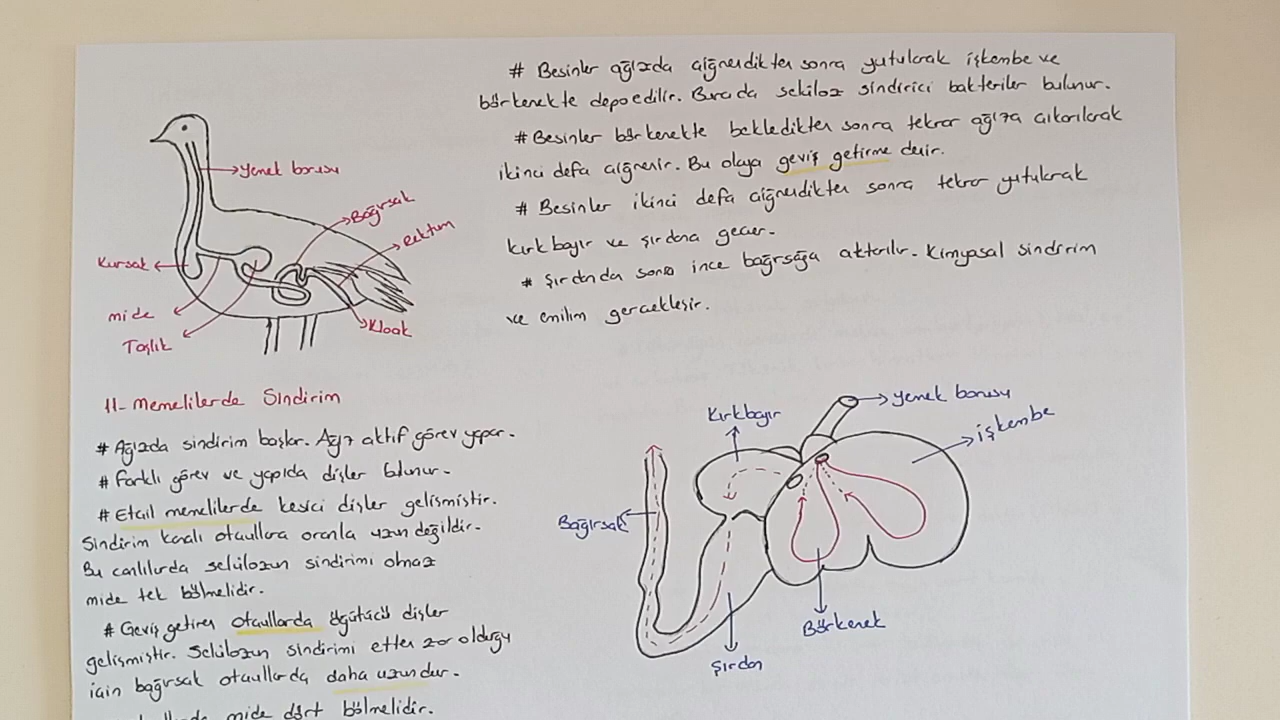 Yemek borusu
Bağırsak
Rektum
Kursak
mide
Taşlık
Kloak
11- Memelilerde Sindirim
# Ağızda sindirim başlar. Ağız aktif görev yapar.
# Farklı görev ve yapıda dişler bulunur.
# Etçil memelilerde kesici dişler gelişmiştir.
Sindirim kanalı otçullara oranla uzun değildir.
Bu canlılarda selülozun sindirimi olmaz
mide tek bölmelidir.
# Geviş getiren otçullarda öğütücü dişler
gelişmiştir. Selülozun sindirimi etten zor olduğu
için bağırsak otçullarda daha uzundur.
mide dört bölmelidir.
# Besinler ağızda çiğnendikten sonra yutularak işkembe ve
börkenekte depo edilir. Burada selüloz sindirici bakteriler bulunur.
# Besinler börkenekte bekledikten sonra tekrar ağıza çıkarılarak
ikinci defa çiğnenir. Bu olaya geviş getirme denir.
# Besinler ikinci defa çiğnendikten sonra tekrar yutularak
kırkbayır ve şirdana geçer.
# Şirdanda sonra ince bağırsağa aktarılır. Kimyasal sindirim
ve emilim gerçekleşir.
Kırkbayır
yemek borusu
işkembe
Bağırsak
Börkenek
Şirdan